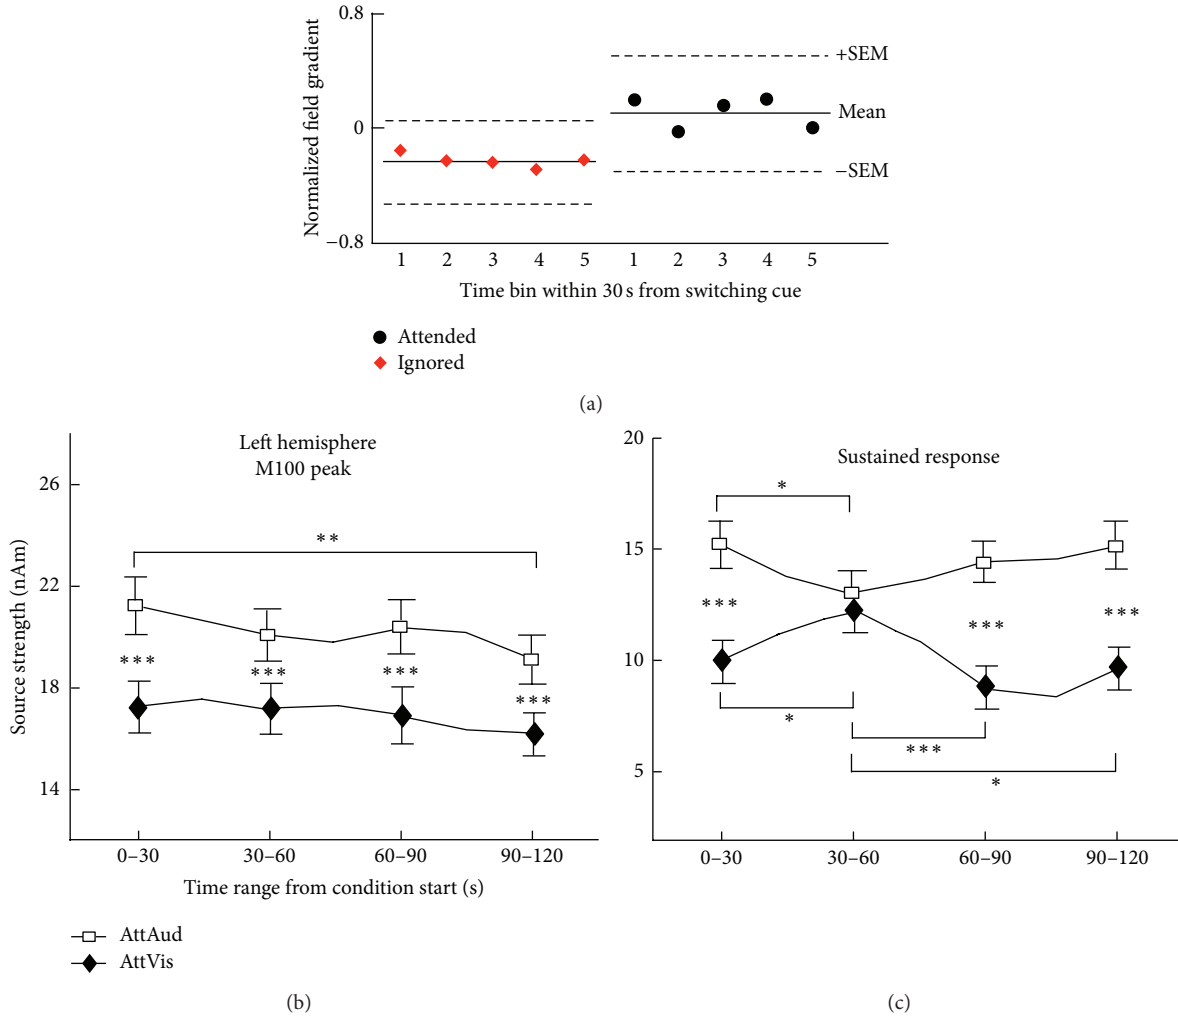 0.8
0
−0.8
Normalized field gradient
+SEM
Mean
−SEM
1 2 3 4 5 1 2 3 4 5
Time bin within 30 s from switching cue
Attended
Ignored
(a)
Left hemisphere
M100 peak
26
22
18
14
Source strength (nAm)
**
*** *** *** ***
0–30 30–60 60–90 90–120
Time range from condition start (s)
AttAud
AttVis
(b)
Sustained response
20
15
10
5
*
*** *** ***
*
***
*
0–30 30–60 60–90 90–120
(c)